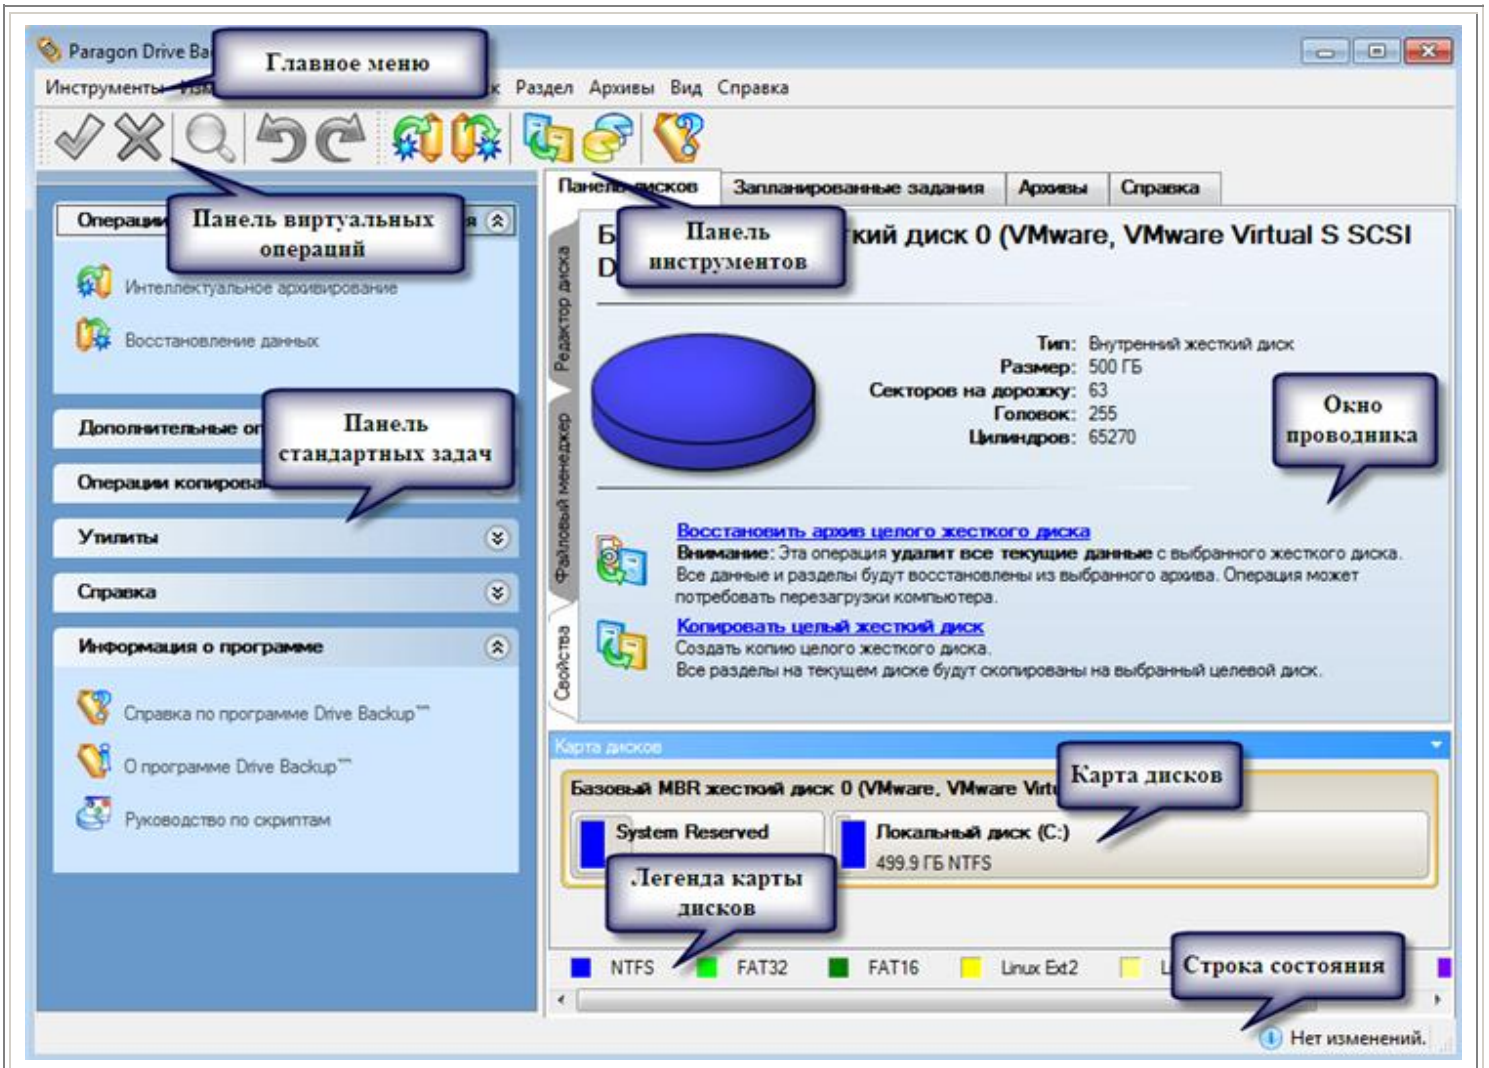 Paragon Drive
Главное меню
Инструменты Раздел Архивы Вид Справка
Панель дисков Запланированные задания Архивы Справка
Операции
Панель виртуальных
операций
Интеллектуальное архивирование
Восстановление данных
Дополнительные
Панель
стандартных задач
Операции
Утилиты
Справка
Информация о программе
Справка по программе Drive Backup™
О программе Drive Backup™
Руководство по скриптам
Редактор диска
Файловый менеджер
Свойства
Панель
инструментов
диск 0 (VMware, VMware Virtual S SCSI
Тип: Внутренний жесткий диск
Размер: 500 ГБ
Секторов на дорожку: 63
Головок: 255
Цилиндров: 65270
Окно
проводника
Восстановить архив целого жесткого диска
Внимание: Эта операция удалит все текущие данные с выбранного жесткого диска.
Все данные и разделы будут восстановлены из выбранного архива. Операция может
потребовать перезагрузки компьютера.
Копировать целый жесткий диск
Создать копию целого жесткого диска.
Все разделы на текущем диске будут скопированы на выбранный целевой диск.
Карта дисков
Базовый MBR жесткий диск 0 (VMware, VMware
Карта дисков
System Reserved
Локальный диск (C:)
499.9 ГБ NTFS
Легенда карты
дисков
NTFS FAT32 FAT16 Linux Ext2
Строка состояния
Нет изменений.